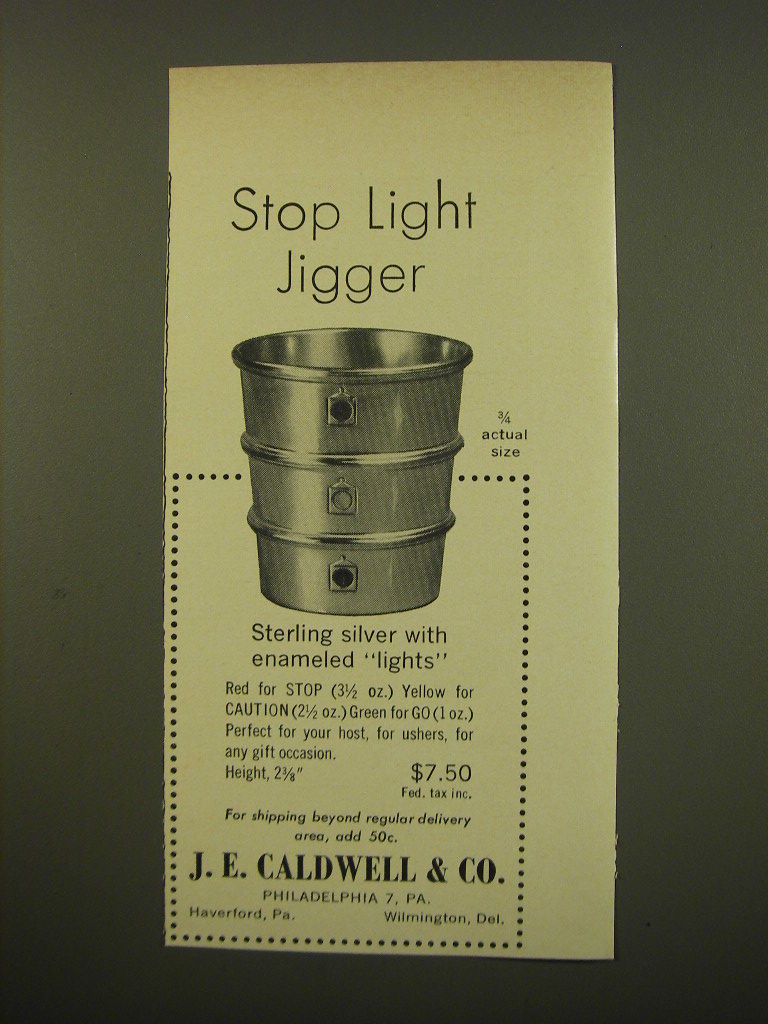 Stop Light
Jigger
3/4
actual
size
Sterling silver with
enameled "lights"
Red for STOP (3½ oz.) Yellow for
CAUTION (2½ oz.) Green for GO (1 oz.)
Perfect for your host, for ushers, for
any gift occasion.
Height, 2⅜" $7.50
Fed. tax inc.
For shipping beyond regular delivery
area, add 50c.
J. E. CALDWELL & CO.
PHILADELPHIA 7, PA.
Haverford, Pa. Wilmington, Del.